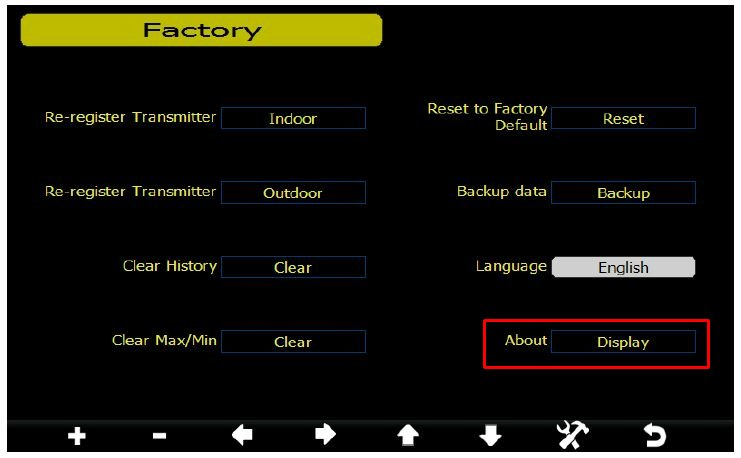 Factory
Re-register Transmitter Indoor
Reset to Factory
Default Reset
Re-register Transmitter Outdoor
Backup data Backup
Clear History Clear
Language English
Clear Max/Min Clear
About Display